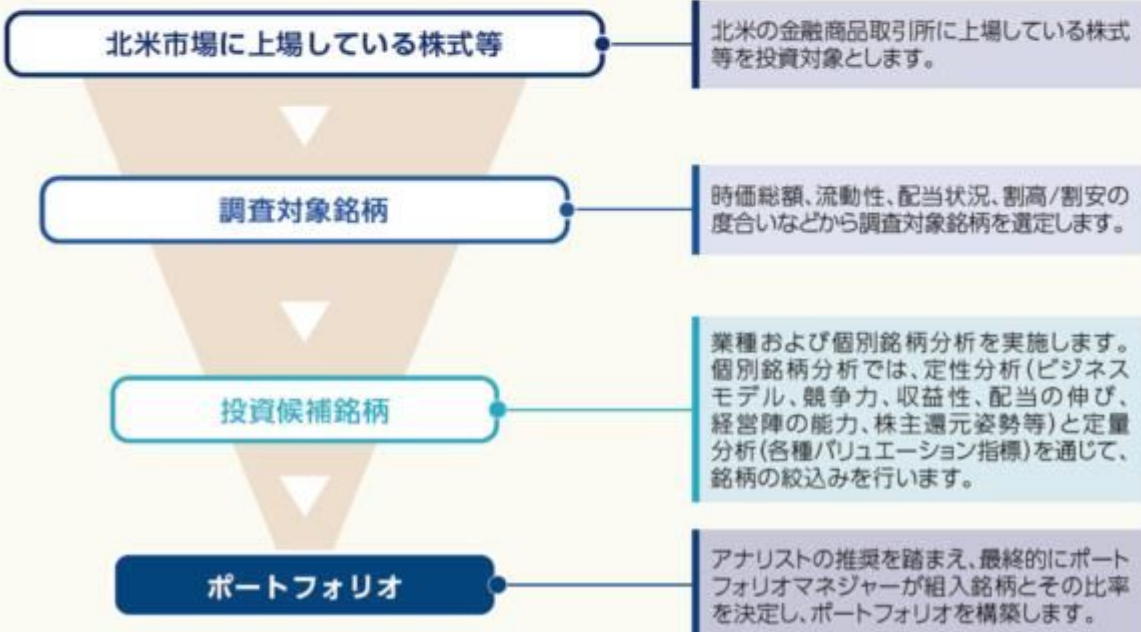 北米市場に上場している株式等
北米の金融商品取引所に上場している株式
等を投資対象とします。
調査対象銘柄
時価総額、流動性、配当状況、割高/割安の
度合いなどから調査対象銘柄を選定します。
投資候補銘柄
業種および個別銘柄分析を実施します。
個別銘柄分析では、定性分析(ビジネス
モデル、競争力、収益性、配当の伸び、
経営陣の能力、株主還元姿勢等)と定量
分析(各種バリュエーション指標)を通じて、
銘柄の絞込みを行います。
ポートフォリオ
アナリストの推奨を踏まえ、最終的にポート
フォリオマネジャーが組入銘柄とその比率
を決定し、ポートフォリオを構築します。